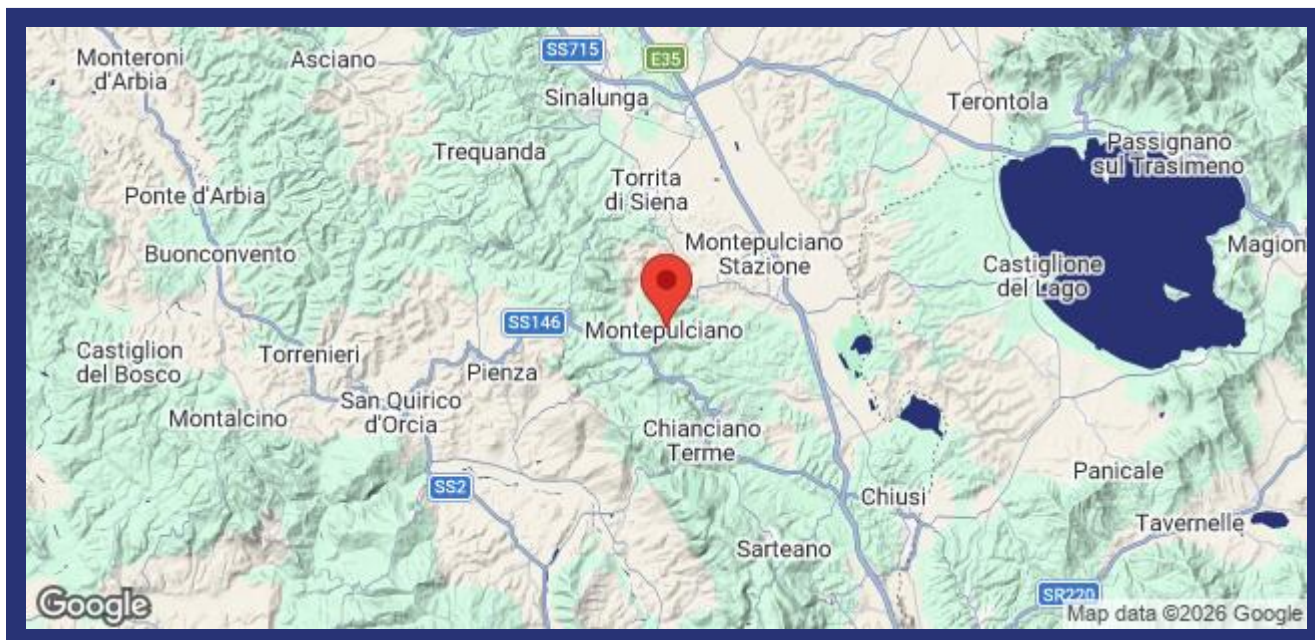 Monteroni
d'Arbia
Asciano
SS715
E35
Sinalunga
Terontola
Trequanda
Passignano
sul Trasimeno
Torrita
di Siena
Ponte d'Arbia
Buonconvento
Montepulciano
Stazione
Magion
Castiglione
del Lago
SS146
Montepulciano
Castiglion
del Bosco
Torrenieri
Pienza
Montalcino
San Quirico
d'Orcia
Chianciano
Terme
Panicale
SS2
Chiusi
Tavernelle
Sarteano
SR220
Google
Map data ©2026 Google